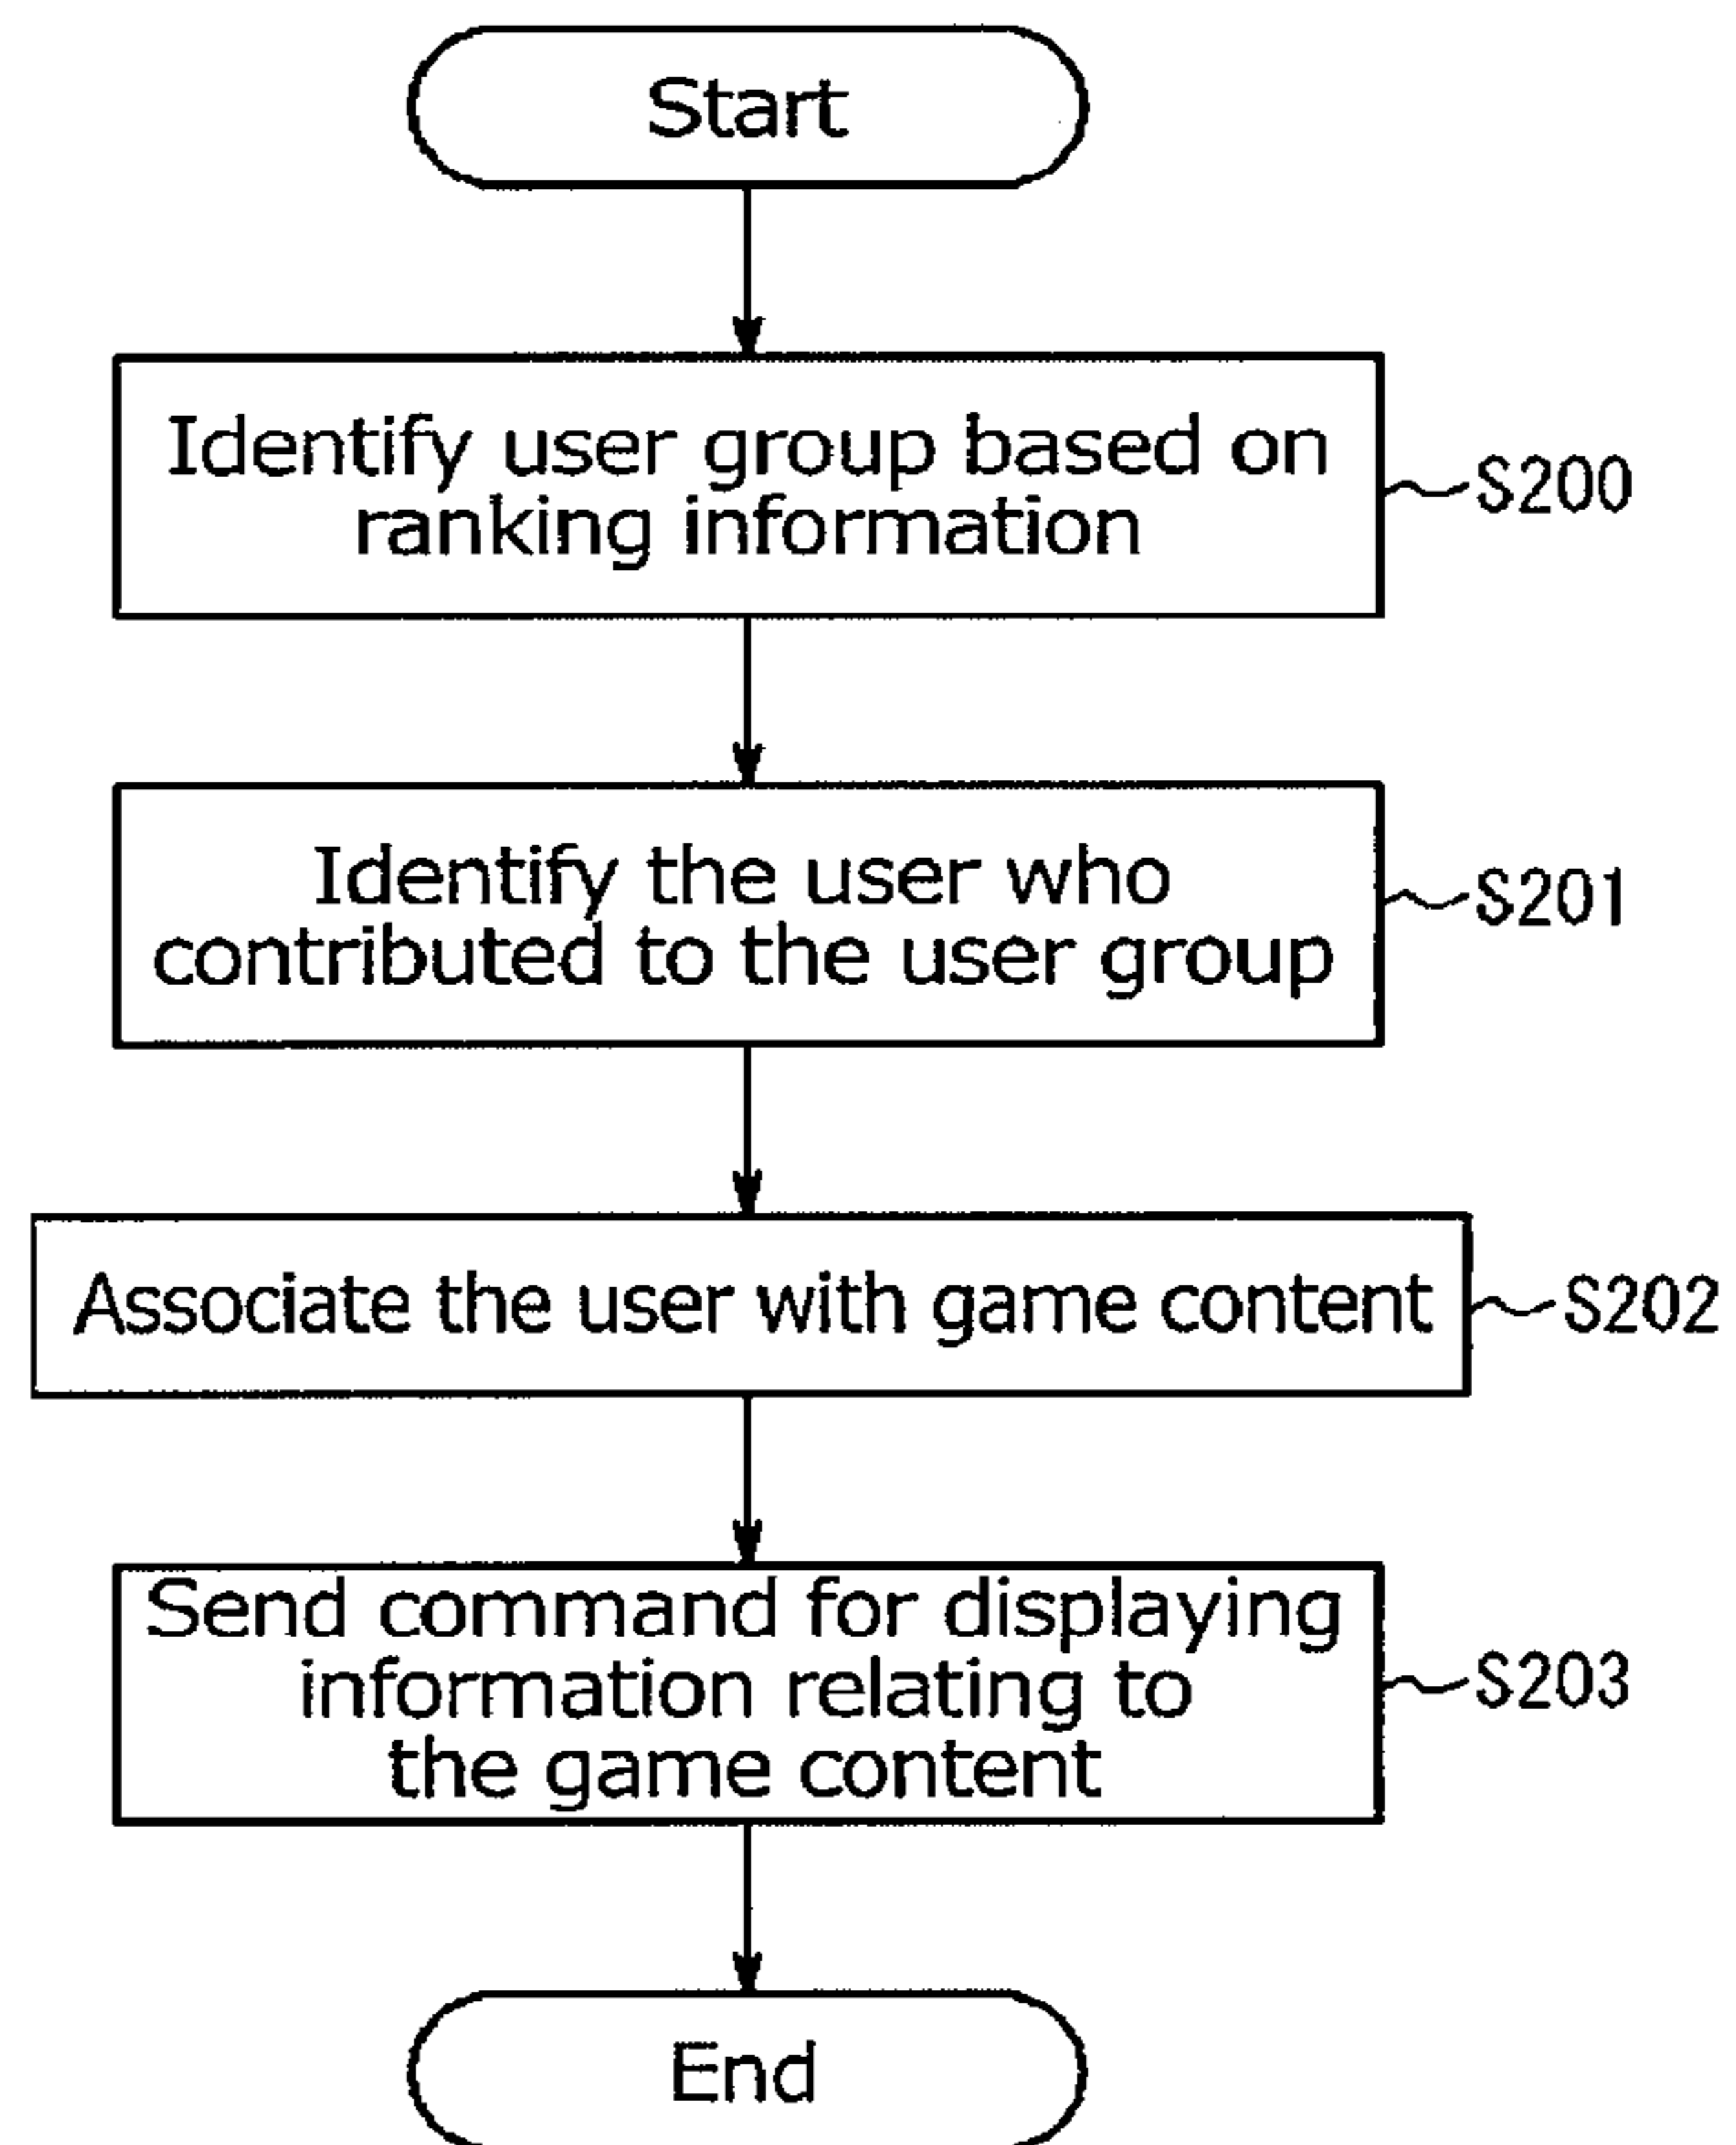 Start
Identify user group based on
ranking information
S200
Identify the user who
contributed to the user group
S201
Associate the user with game content
S202
Send command for displaying
information relating to
the game content
S203
End